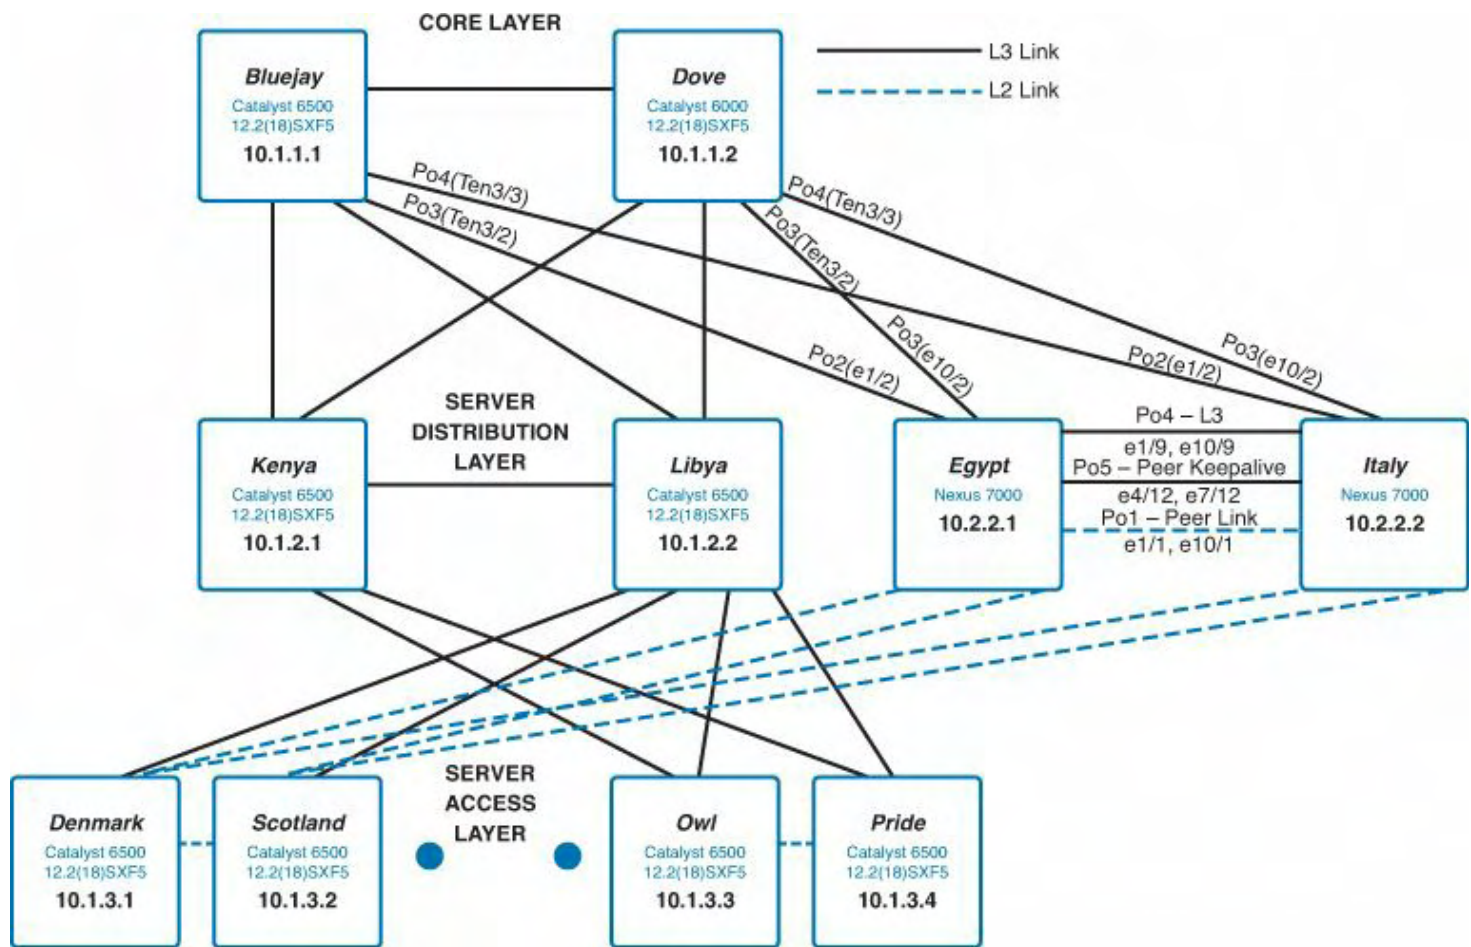 CORE LAYER
Bluejay
Catalyst 6500
12.2(18)SXF5
10.1.1.1
Dove
Catalyst 6000
12.2(18)SXF5
10.1.1.2
L3 Link
L2 Link
Po4(Ten3/3)
Po3(Ten3/2)
Po3(Ten3/2)
Po4(Ten3/3)
Po2(e1/2)
Po3(e10/2)
Po2(e1/2)
Po3(e10/2)
SERVER
DISTRIBUTION
LAYER
Kenya
Catalyst 6500
12.2(18)SXF5
10.1.2.1
Libya
Catalyst 6500
12.2(18)SXF5
10.1.2.2
Egypt
Nexus 7000
10.2.2.1
Po4 – L3
e1/9, e10/9
Po5 – Peer Keepalive
e4/12, e7/12
Po1 – Peer Link
e1/1, e10/1
Italy
Nexus 7000
10.2.2.2
SERVER
ACCESS
LAYER
Denmark
Catalyst 6500
12.2(18)SXF5
10.1.3.1
Scotland
Catalyst 6500
12.2(18)SXF5
10.1.3.2
Owl
Catalyst 6500
12.2(18)SXF5
10.1.3.3
Pride
Catalyst 6500
12.2(18)SXF5
10.1.3.4